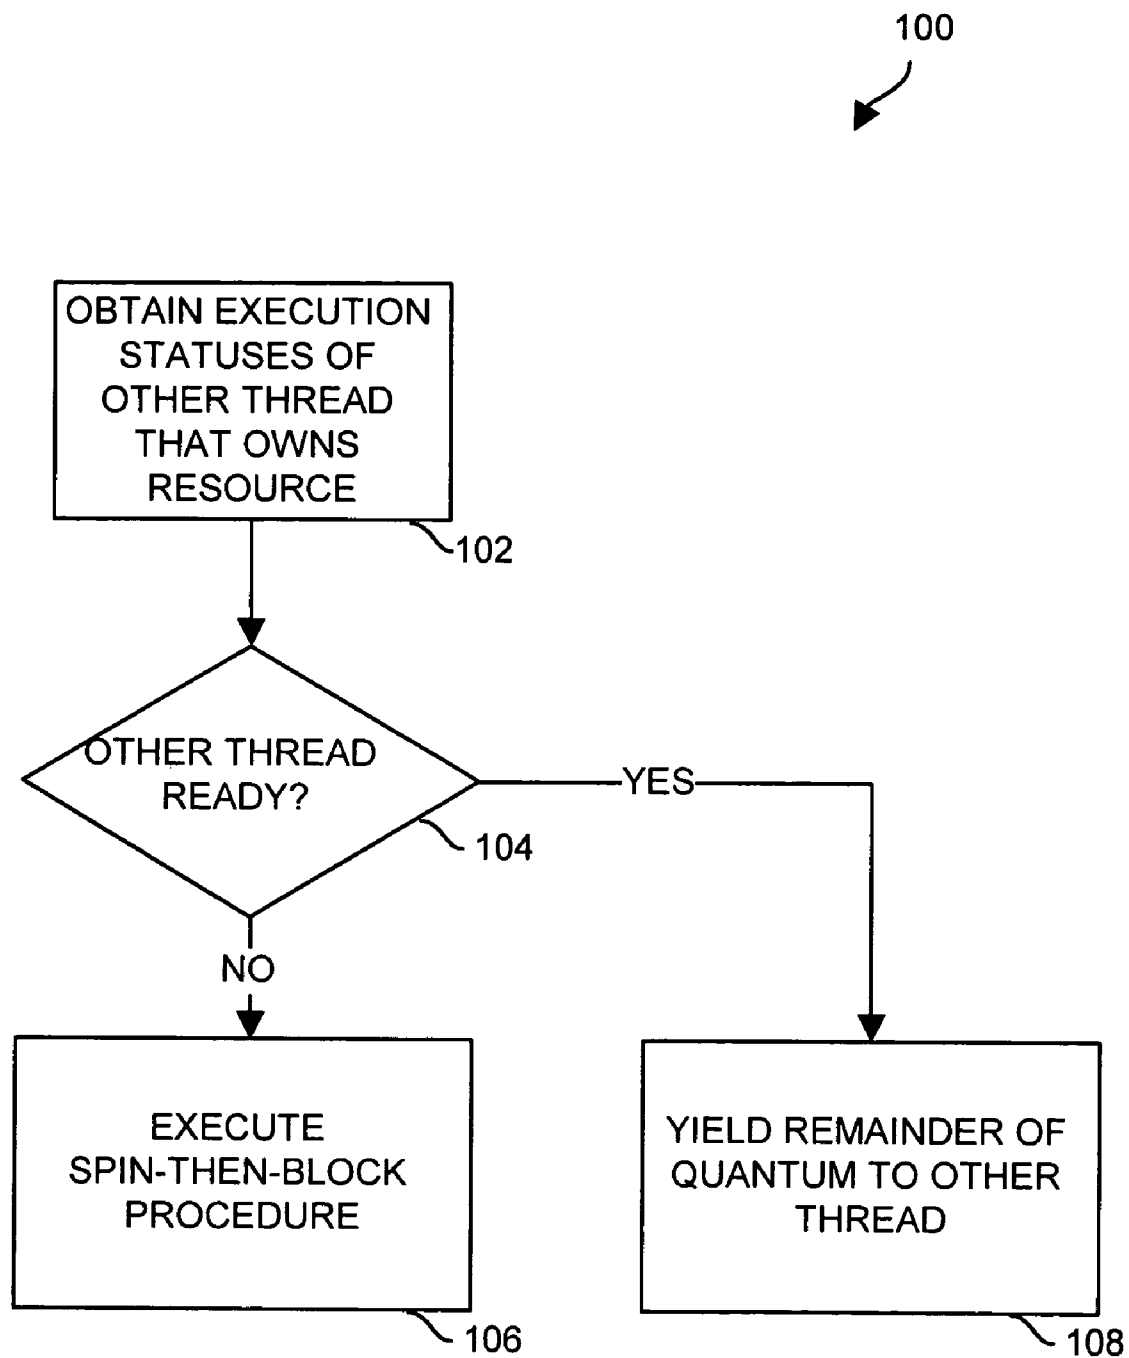 100
OBTAIN EXECUTION
STATUSES OF
OTHER THREAD
THAT OWNS
RESOURCE
102
OTHER THREAD
READY?
YES
104
NO
EXECUTE
SPIN-THEN-BLOCK
PROCEDURE
106
YIELD REMAINDER OF
QUANTUM TO OTHER
THREAD
108